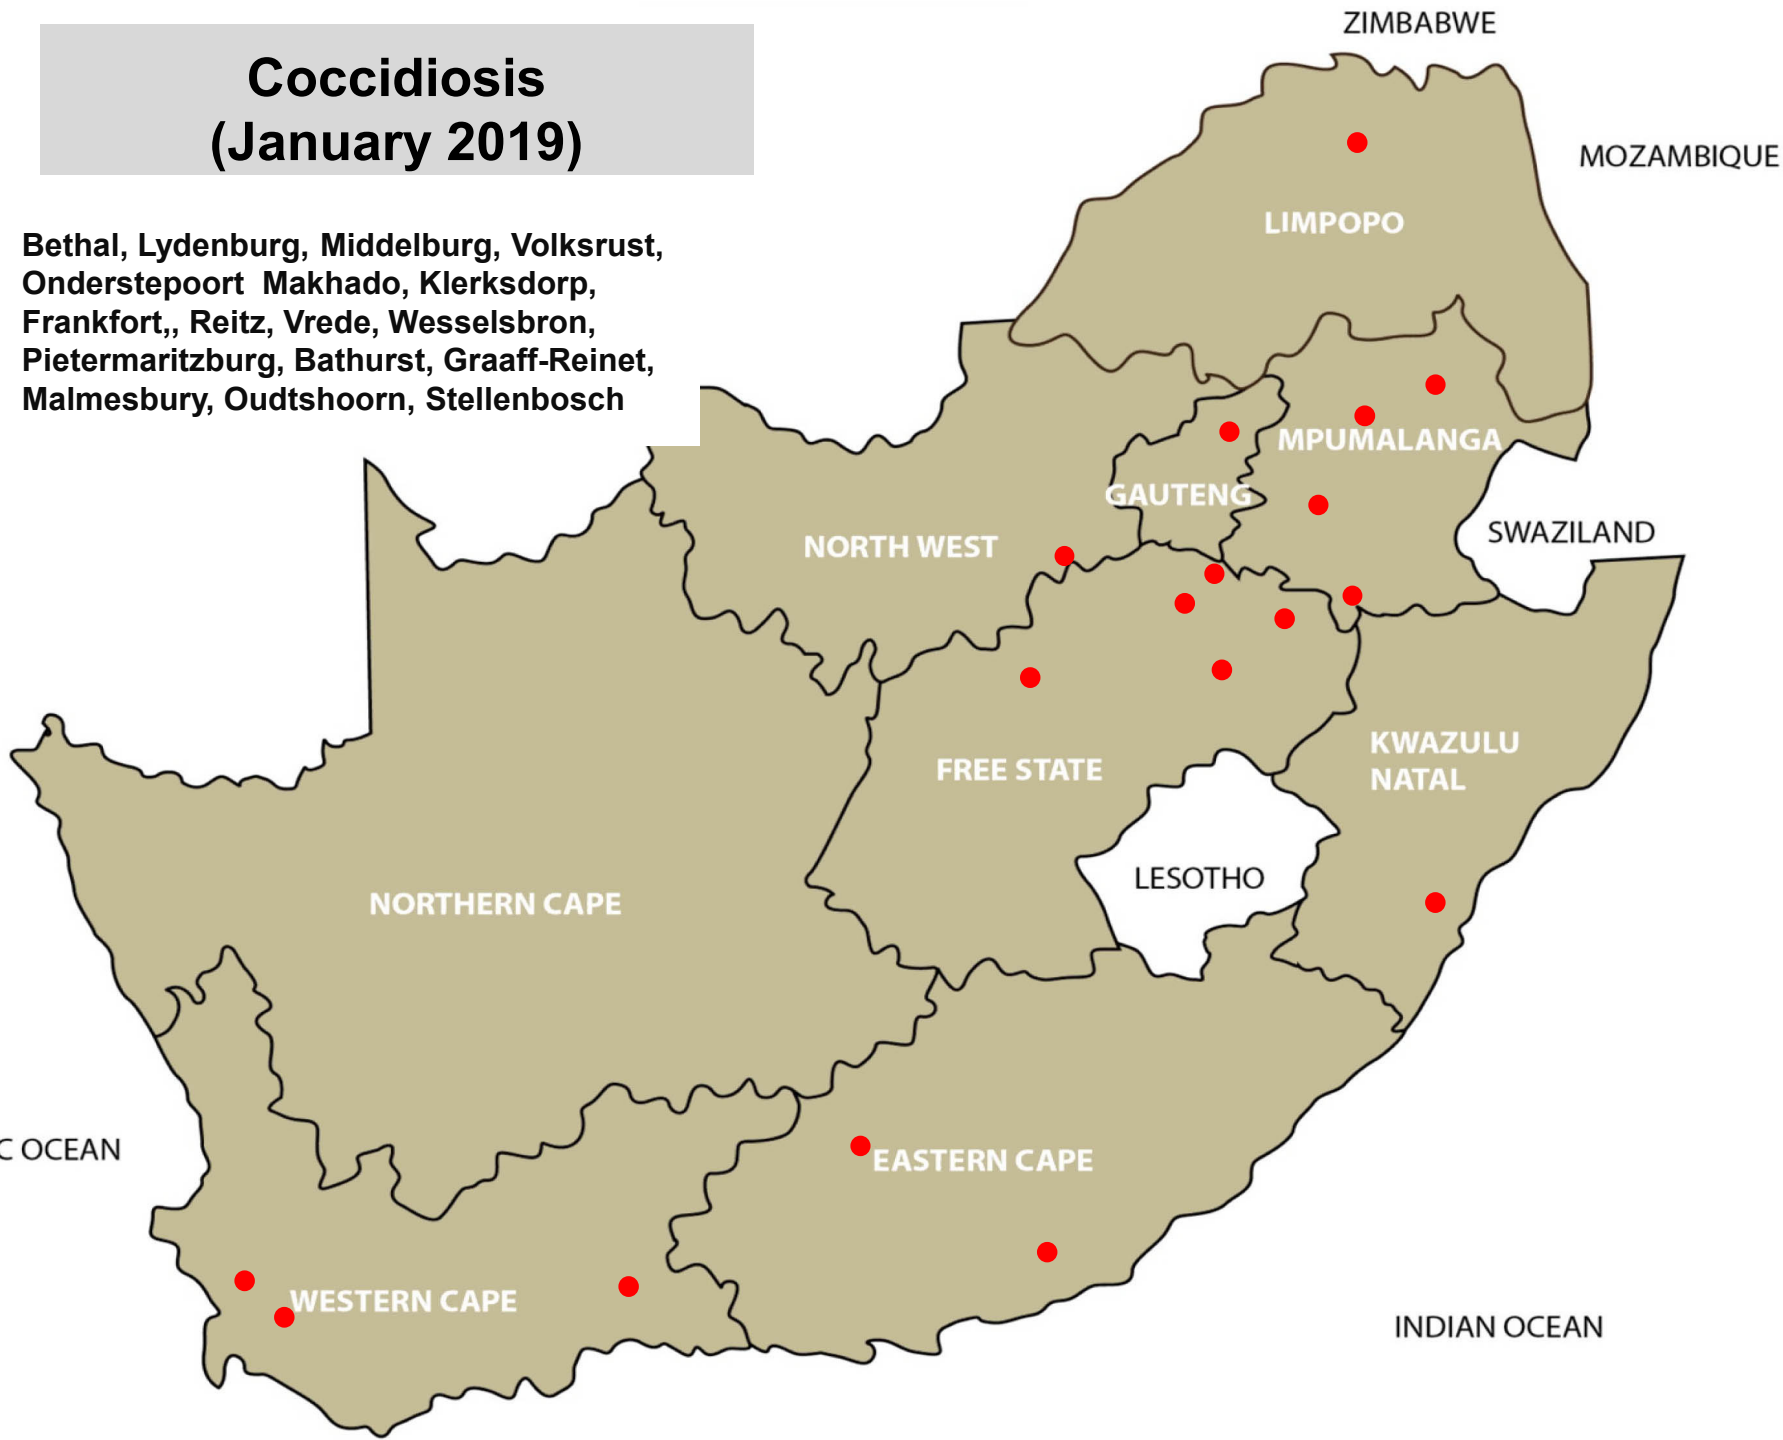 Coccidiosis
(January 2019)
Bethal, Lydenburg, Middelburg, Volksrust,
Onderstepoort  Makhado, Klerksdorp,
Frankfort,, Reitz, Vrede, Wesselsbron,
Pietermaritzburg, Bathurst, Graaff-Reinet,
Malmesbury, Oudtshoorn, Stellenbosch
ZIMBABWE
MOZAMBIQUE
LIMPOPO
MPUMALANGA
GAUTENG
SWAZILAND
NORTH WEST
KWAZULU
NATAL
FREE STATE
LESOTHO
NORTHERN CAPE
C OCEAN
EASTERN CAPE
WESTERN CAPE
INDIAN OCEAN